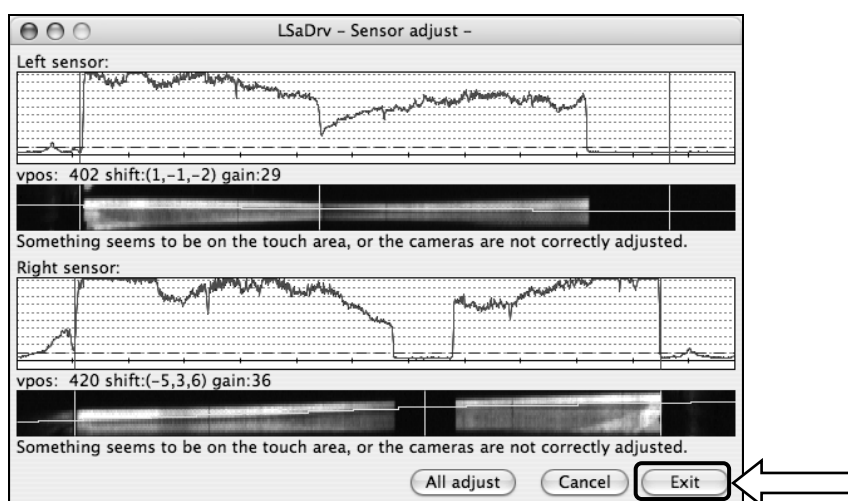 LSaDrv – Sensor adjust –
Left sensor:
vpos: 402 shift:(1,−1,−2) gain:29
Something seems to be on the touch area, or the cameras are not correctly adjusted.
Right sensor:
vpos: 420 shift:(−5,3,6) gain:36
Something seems to be on the touch area, or the cameras are not correctly adjusted.
All adjust Cancel Exit